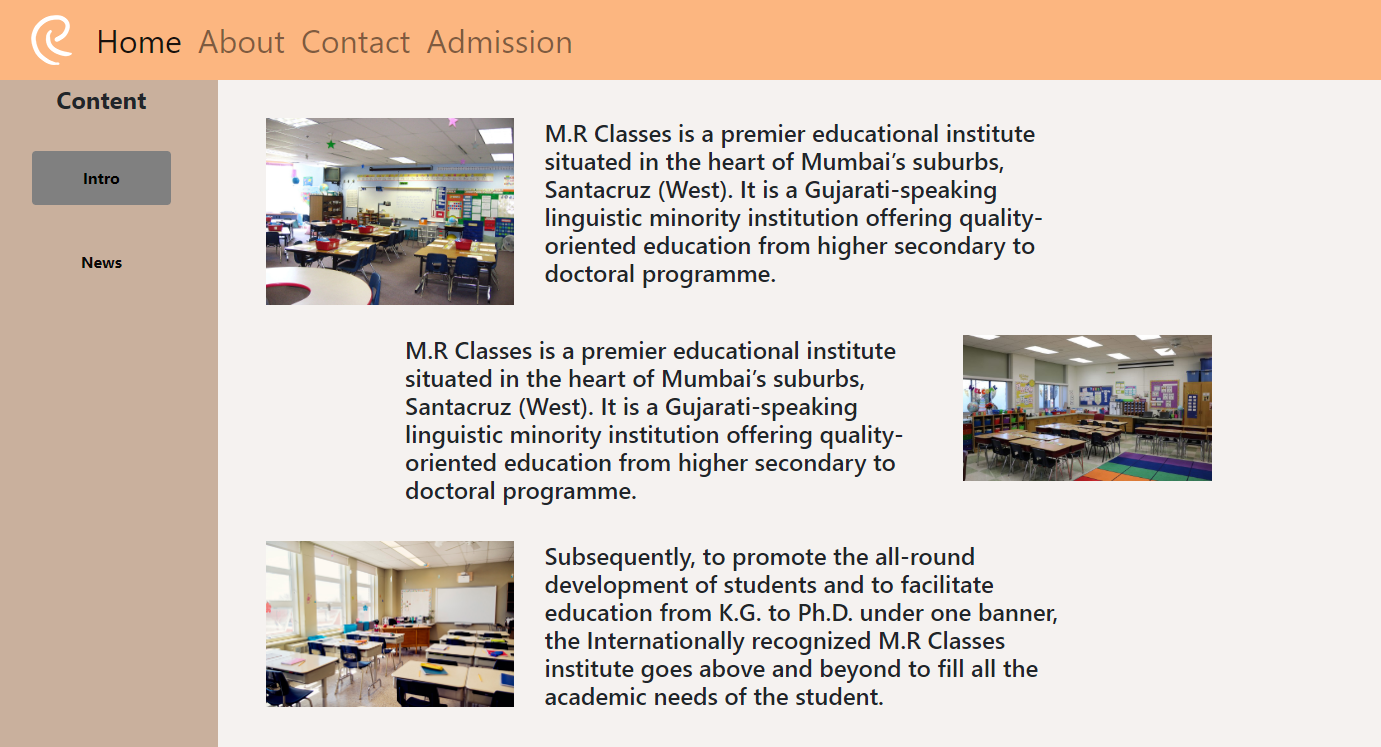 Home About Contact Admission
Content
Intro
News
M.R Classes is a premier educational institute
situated in the heart of Mumbai’s suburbs,
Santacruz (West). It is a Gujarati-speaking
linguistic minority institution offering quality-
oriented education from higher secondary to
doctoral programme.
M.R Classes is a premier educational institute
situated in the heart of Mumbai’s suburbs,
Santacruz (West). It is a Gujarati-speaking
linguistic minority institution offering quality-
oriented education from higher secondary to
doctoral programme.
Subsequently, to promote the all-round
development of students and to facilitate
education from K.G. to Ph.D. under one banner,
the Internationally recognized M.R Classes
institute goes above and beyond to fill all the
academic needs of the student.